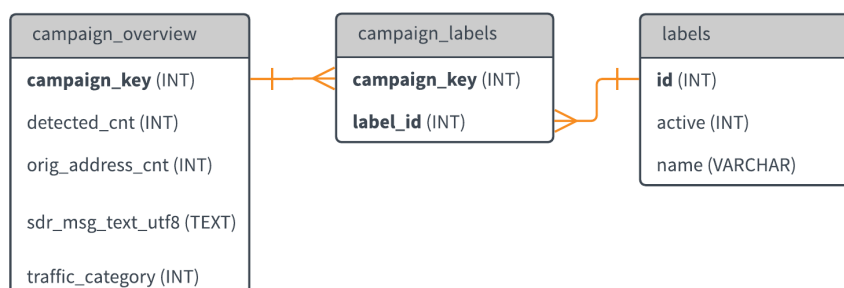 campaign_overview
campaign_key (INT)
detected_cnt (INT)
orig_address_cnt (INT)
sdr_msg_text_utf8 (TEXT)
traffic_category (INT)
campaign_labels
campaign_key (INT)
label_id (INT)
labels
id (INT)
active (INT)
name (VARCHAR)